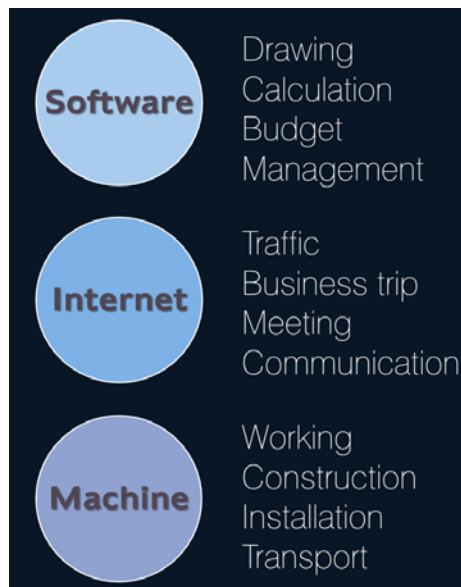 Software
Drawing
Calculation
Budget
Management
Internet
Traffic
Business trip
Meeting
Communication
Machine
Working
Construction
Installation
Transport